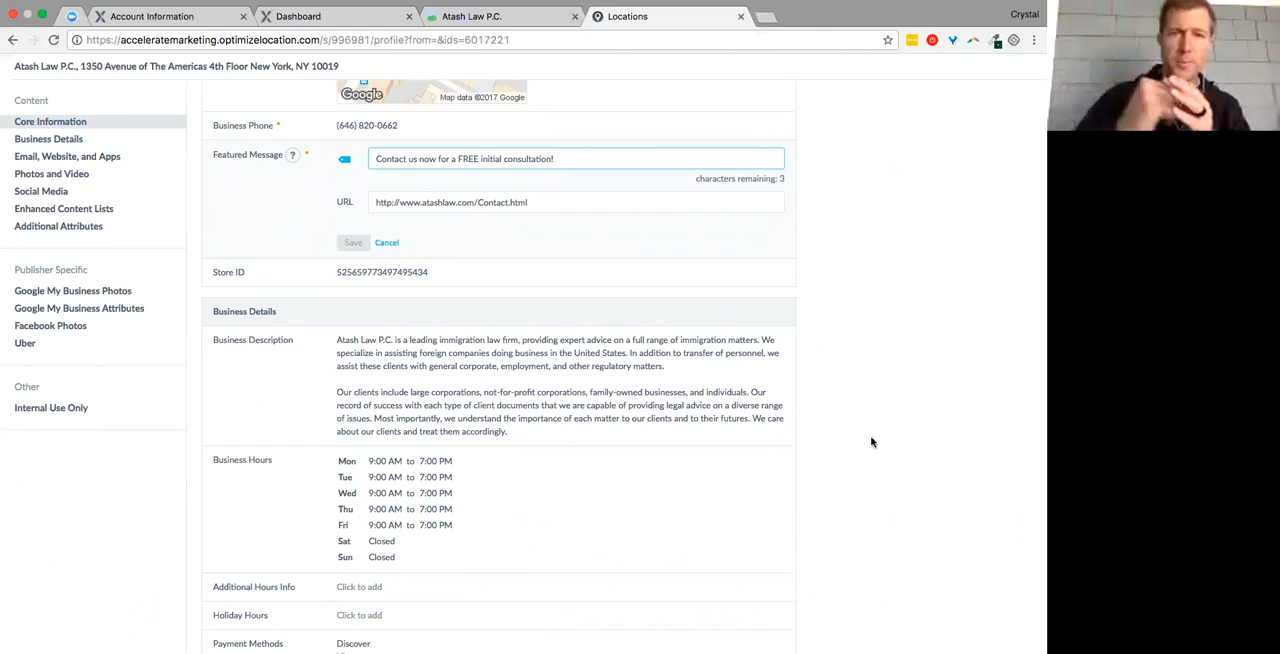 Account Information
Dashboard
Atash Law P.C.
Locations
Crystal
https://acceleratemarketing.optimizelocation.com/s/996981/profile?from=&ids=6017221
Atash Law P.C., 1350 Avenue of The Americas 4th Floor New York, NY 10019
Content
Core Information
Business Details
Email, Website, and Apps
Photos and Video
Social Media
Enhanced Content Lists
Additional Attributes
Publisher Specific
Google My Business Photos
Google My Business Attributes
Facebook Photos
Uber
Other
Internal Use Only
Google
Map data ©2017 Google
Business Phone * (646) 820-0662
Featured Message ? * Contact us now for a FREE initial consultation!
characters remaining: 3
URL http://www.atashlaw.com/Contact.html
Save Cancel
Store ID 525659773497495434
Business Details
Business Description
Atash Law P.C. is a leading immigration law firm, providing expert advice on a full range of immigration matters. We
specialize in assisting foreign companies doing business in the United States. In addition to transfer of personnel, we
assist these clients with general corporate, employment, and other regulatory matters.
Our clients include large corporations, not-for-profit corporations, family-owned businesses, and individuals. Our
record of success with each type of client documents that we are capable of providing legal advice on a diverse range
of issues. Most importantly, we understand the importance of each matter to our clients and to their futures. We care
about our clients and treat them accordingly.
Business Hours
Mon 9:00 AM to 7:00 PM
Tue 9:00 AM to 7:00 PM
Wed 9:00 AM to 7:00 PM
Thu 9:00 AM to 7:00 PM
Fri 9:00 AM to 7:00 PM
Sat Closed
Sun Closed
Additional Hours Info Click to add
Holiday Hours Click to add
Payment Methods Discover